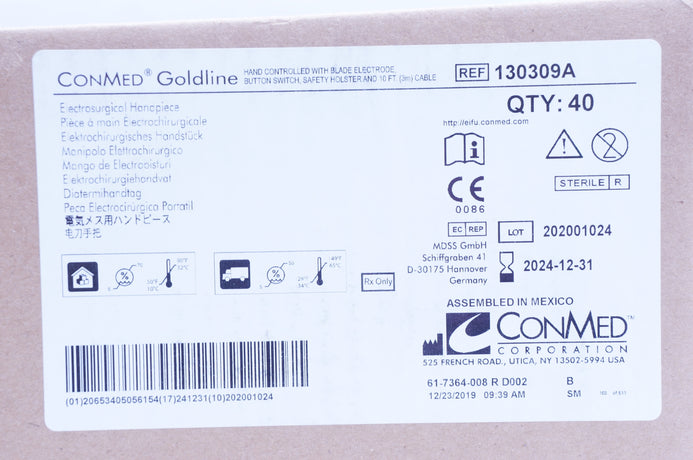 CONMED® Goldline HAND CONTROLLED WITH BLADE ELECTRODE,
BUTTON SWITCH, SAFETY HOLSTER AND 10 FT. (3m) CABLE
REF 130309A
QTY: 40
http://eifu.conmed.com
Electrosurgical Handpiece
Pièce à main Electrochirurgicale
Elektrochirurgisches Handstück
Manipolo Elettrochirurgico
Mango de Electrobisturi
Elektrochirurgiehandvat
Diatermihandtag
Peça Electrocirúrgica Portatil
電気メス用ハンドピース
电刀手把
i
2
CE
0086
STERILE R
EC REP
MDSS GmbH
Schiffgraben 41
D-30175 Hannover
Germany
LOT 202001024
2024-12-31
Rx Only
ASSEMBLED IN MEXICO
CONMED™
CORPORATION
525 FRENCH ROAD, UTICA, NY 13502-5994 USA
(01)20653405056154(17)241231(10)202001024
61-7364-008 R D002 B
12/23/2019 09:39 AM SM